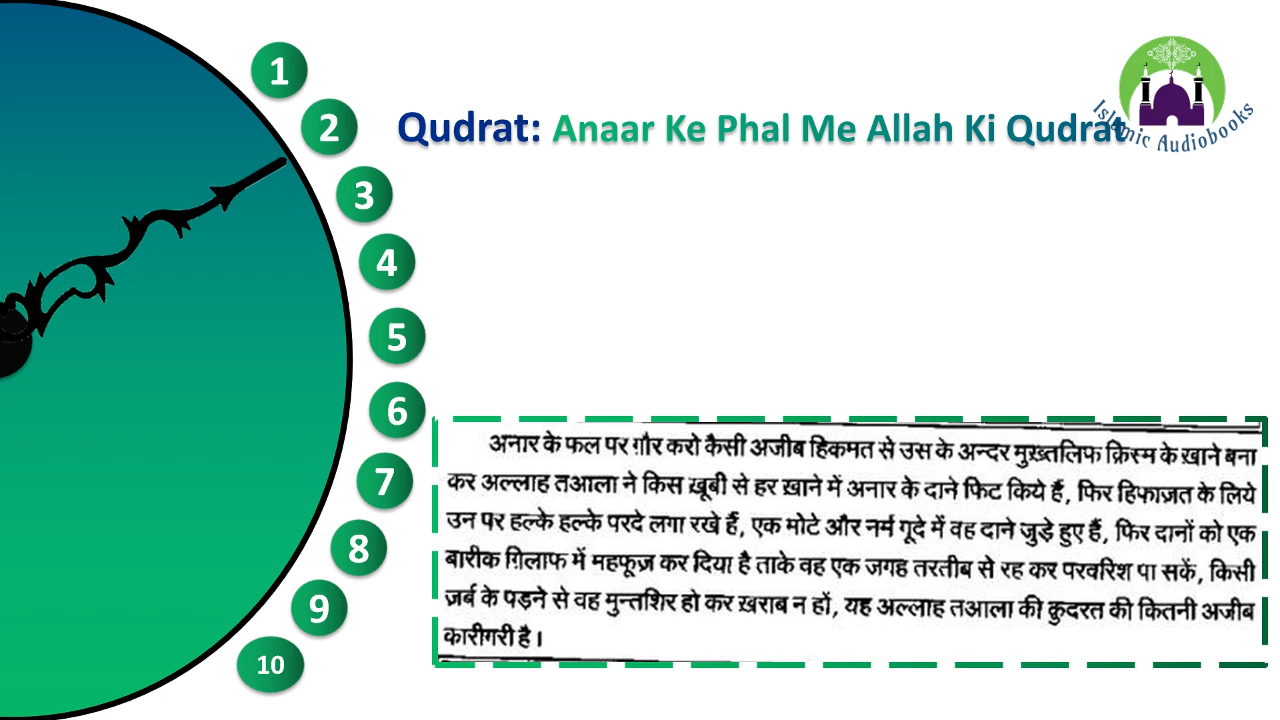 1
2
Qudrat: Anaar Ke Phal Me Allah Ki Qudrat
Islamic Audiobooks
3
4
5
6
7
8
9
10
अनार के फल पर ग़ौर करो कैसी अजीब हिकमत से उस के अन्दर मुख़्तलिफ क़िस्म के ख़ाने बना
कर अल्लाह तआला ने किस ख़ूबी से हर ख़ाने में अनार के दाने फिट किये हैं, फिर हिफाज़त के लिये
उन पर हल्के हल्के परदे लगा रखे हैं, एक मोटे और नर्म गूदे में वह दाने जुड़े हुए हैं, फिर दानों को एक
बारीक ग़िलाफ में महफूज़ कर दिया है ताके वह एक जगह तरतीब से रह कर परवरिश पा सकें, किसी
ज़र्ब के पड़ने से वह मुन्तशिर हो कर ख़राब न हों, यह अल्लाह तआला की क़ुदरत की कितनी अजीब
कारीगरी है।